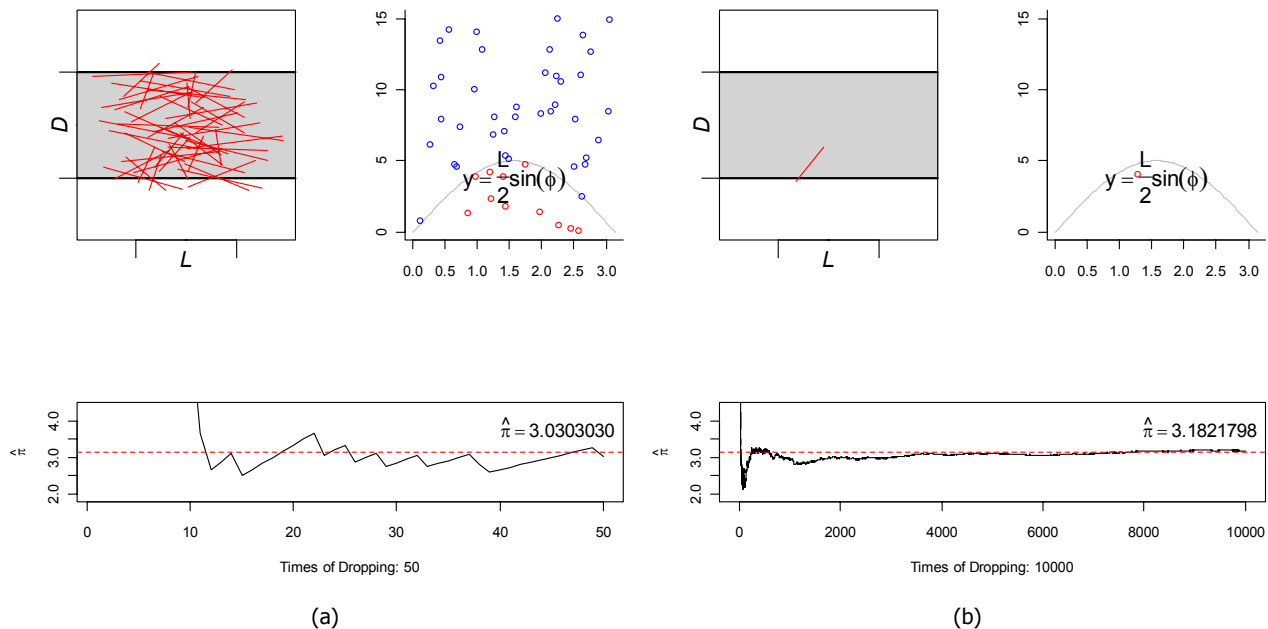 D
L
0 5 10 15
0.0 0.5 1.0 1.5 2.0 2.5 3.0
y = L/2 sin(ϕ)
D
L
0 5 10 15
0.0 0.5 1.0 1.5 2.0 2.5 3.0
y = L/2 sin(ϕ)
π̂
2.0 3.0 4.0
π̂ = 3.0303030
0 10 20 30 40 50
Times of Dropping: 50
π̂
2.0 3.0 4.0
π̂ = 3.1821798
0 2000 4000 6000 8000 10000
Times of Dropping: 10000
(a)
(b)